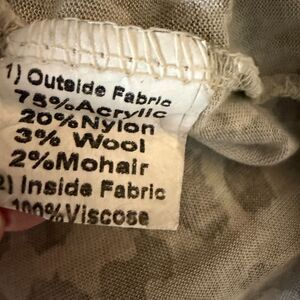 1) Outside Fabric
75%Acrylic
20%Nylon
3% Wool
2%Mohair
2) Inside Fabric
100%Viscose